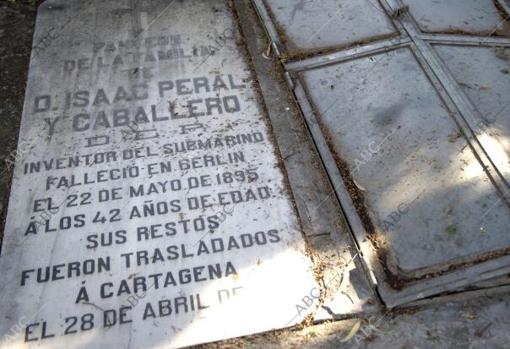 PANTEON
DE LA FAMILIA
DE
D. ISAAC PERAL
Y CABALLERO
D. E. P.
INVENTOR DEL SUBMARINO
FALLECIÓ EN BERLIN
EL 22 DE MAYO DE 1895
Á LOS 42 AÑOS DE EDAD
SUS RESTOS
FUERON TRASLADADOS
Á CARTAGENA
EL 28 DE ABRIL DE
ABC